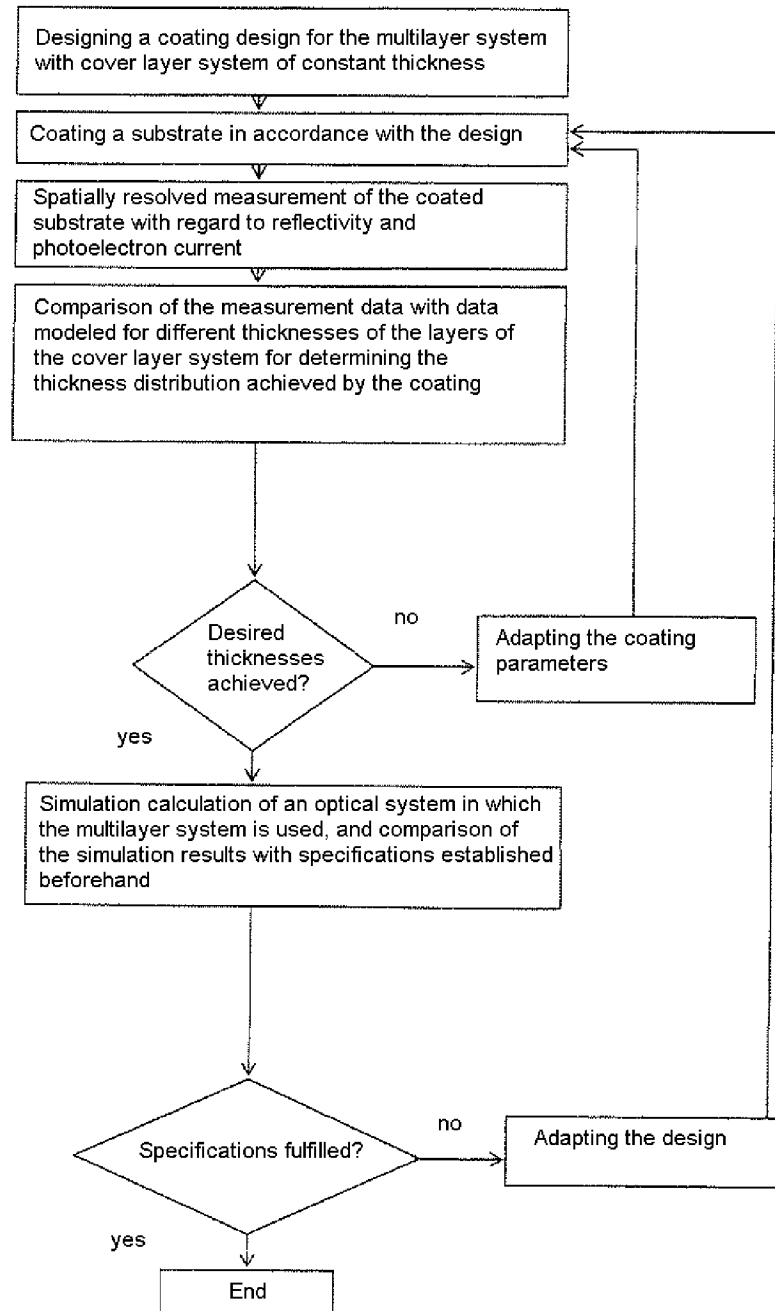 Designing a coating design for the multilayer system
with cover layer system of constant thickness
Coating a substrate in accordance with the design
Spatially resolved measurement of the coated
substrate with regard to reflectivity and
photoelectron current
Comparison of the measurement data with data
modeled for different thicknesses of the layers of
the cover layer system for determining the
thickness distribution achieved by the coating
Desired
thicknesses
achieved?
no
Adapting the coating
parameters
yes
Simulation calculation of an optical system in which
the multilayer system is used, and comparison of
the simulation results with specifications established
beforehand
Specifications fulfilled?
no
Adapting the design
yes
End